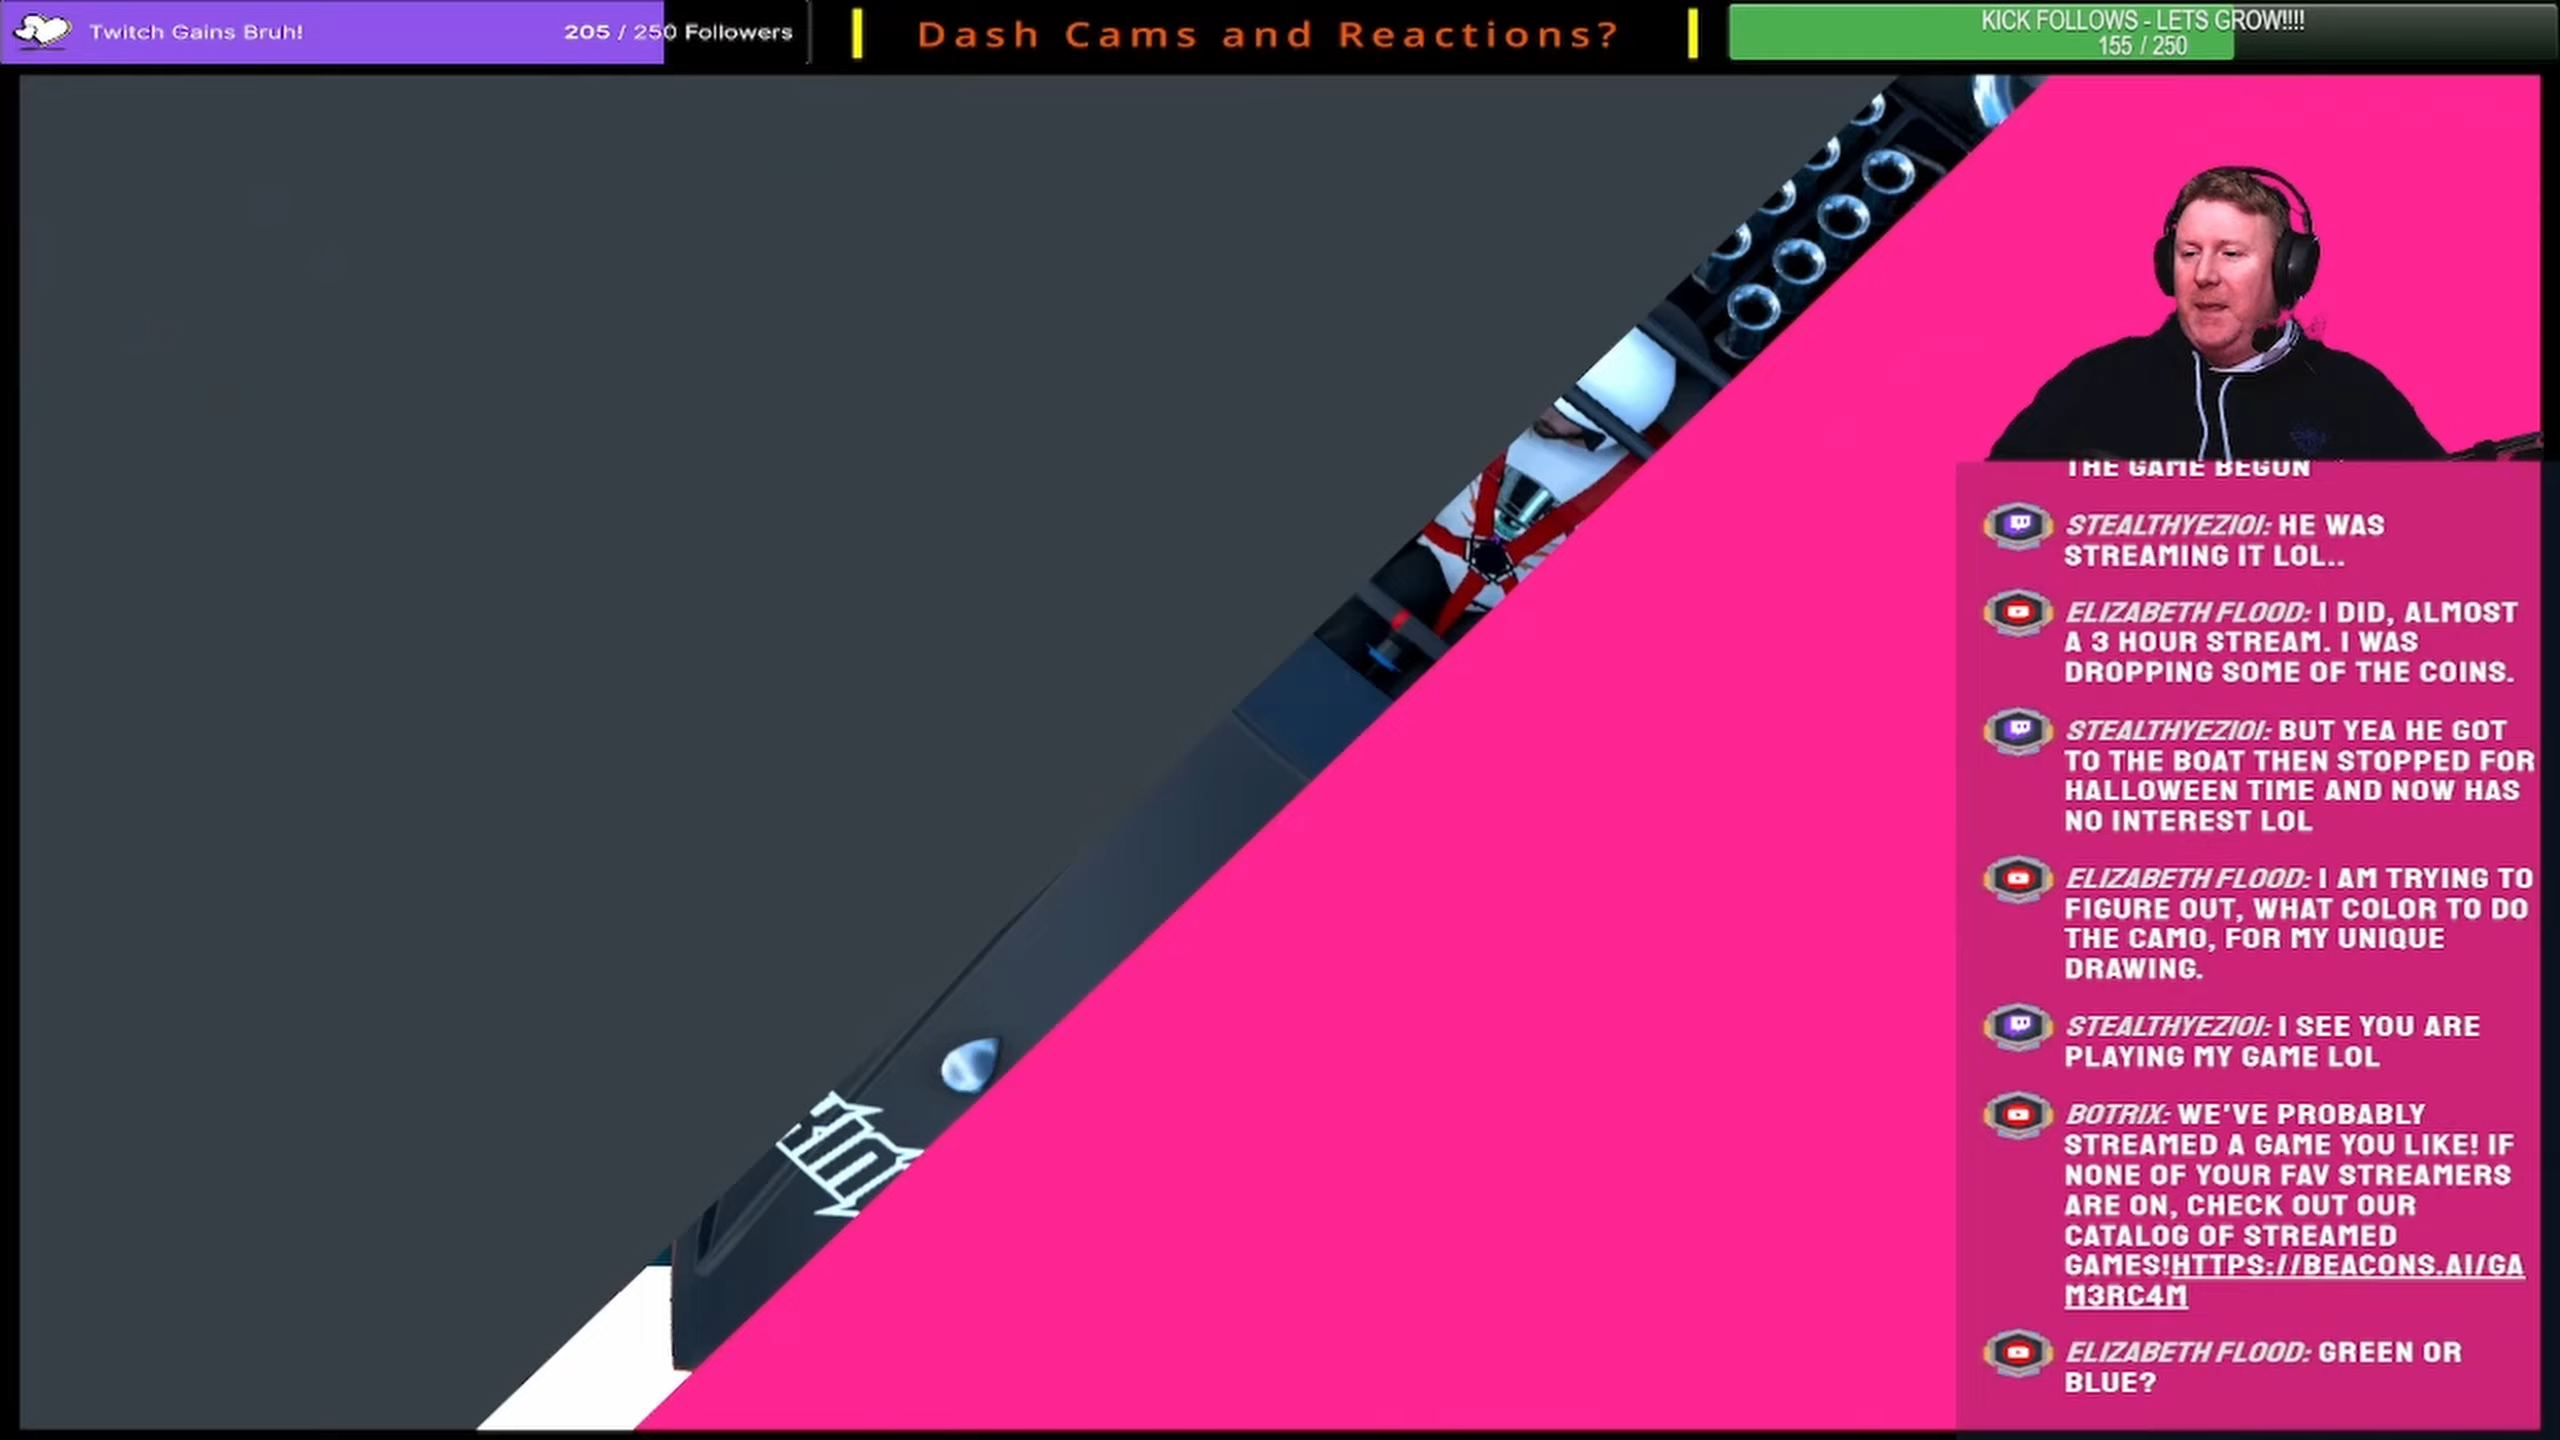 Twitch Gains Bruh!
205 / 250 Followers
Dash Cams and Reactions?
KICK FOLLOWS - LETS GROW!!!!
155 / 250
THE GAME BEGUN
STEALTHYEZIOI: HE WAS
STREAMING IT LOL..
ELIZABETH FLOOD: I DID, ALMOST
A 3 HOUR STREAM. I WAS
DROPPING SOME OF THE COINS.
STEALTHYEZIOI: BUT YEA HE GOT
TO THE BOAT THEN STOPPED FOR
HALLOWEEN TIME AND NOW HAS
NO INTEREST LOL
ELIZABETH FLOOD: I AM TRYING TO
FIGURE OUT, WHAT COLOR TO DO
THE CAMO, FOR MY UNIQUE
DRAWING.
STEALTHYEZIOI: I SEE YOU ARE
PLAYING MY GAME LOL
BOTRIX: WE'VE PROBABLY
STREAMED A GAME YOU LIKE! IF
NONE OF YOUR FAV STREAMERS
ARE ON, CHECK OUT OUR
CATALOG OF STREAMED
GAMES!HTTPS://BEACONS.AI/GA
M3RC4M
ELIZABETH FLOOD: GREEN OR
BLUE?